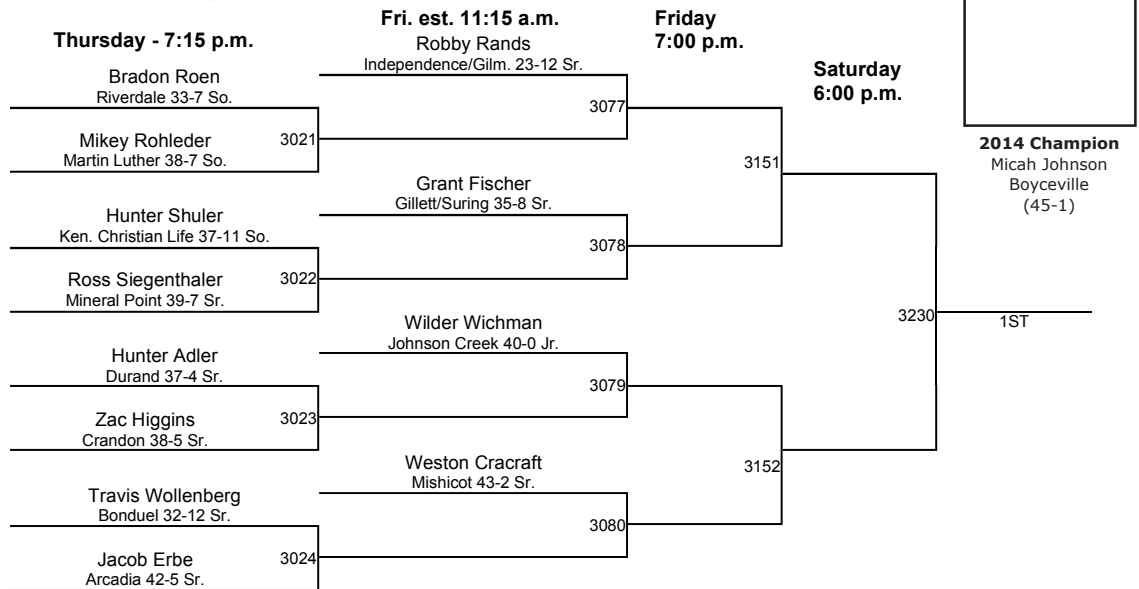 Thursday - 7:15 p.m.
Bradon Roen
Riverdale 33-7 So.
3021
Mikey Rohleder
Martin Luther 38-7 So.
Hunter Shuler
Ken. Christian Life 37-11 So.
3022
Ross Siegenthaler
Mineral Point 39-7 Sr.
Hunter Adler
Durand 37-4 Sr.
3023
Zac Higgins
Crandon 38-5 Sr.
Travis Wollenberg
Bonduel 32-12 Sr.
3024
Jacob Erbe
Arcadia 42-5 Sr.
Fri. est. 11:15 a.m.
Robby Rands
Independence/Gilm. 23-12 Sr.
3077
Grant Fischer
Gillett/Suring 35-8 Sr.
3078
Wilder Wichman
Johnson Creek 40-0 Jr.
3079
Weston Cracraft
Mishicot 43-2 Sr.
3080
Friday
7:00 p.m.
3151
3152
Saturday
6:00 p.m.
3230
1ST
2014 Champion
Micah Johnson
Boyceville
(45-1)